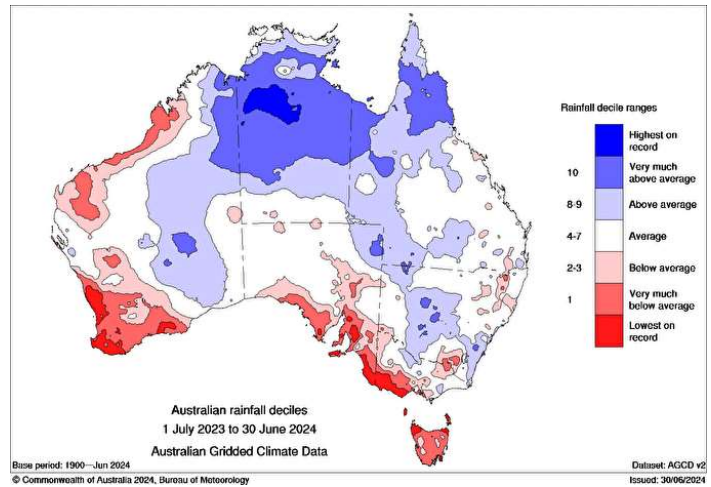 Rainfall decile ranges
Highest on
record
10
Very much
above average
8-9
Above average
4-7
Average
2-3
Below average
1
Very much
below average
Lowest on
record
Australian rainfall deciles
1 July 2023 to 30 June 2024
Australian Gridded Climate Data
Base period: 1900—Jun 2024
Dataset: AGCD v2
© Commonwealth of Australia 2024, Bureau of Meteorology
Issued: 30/06/2024